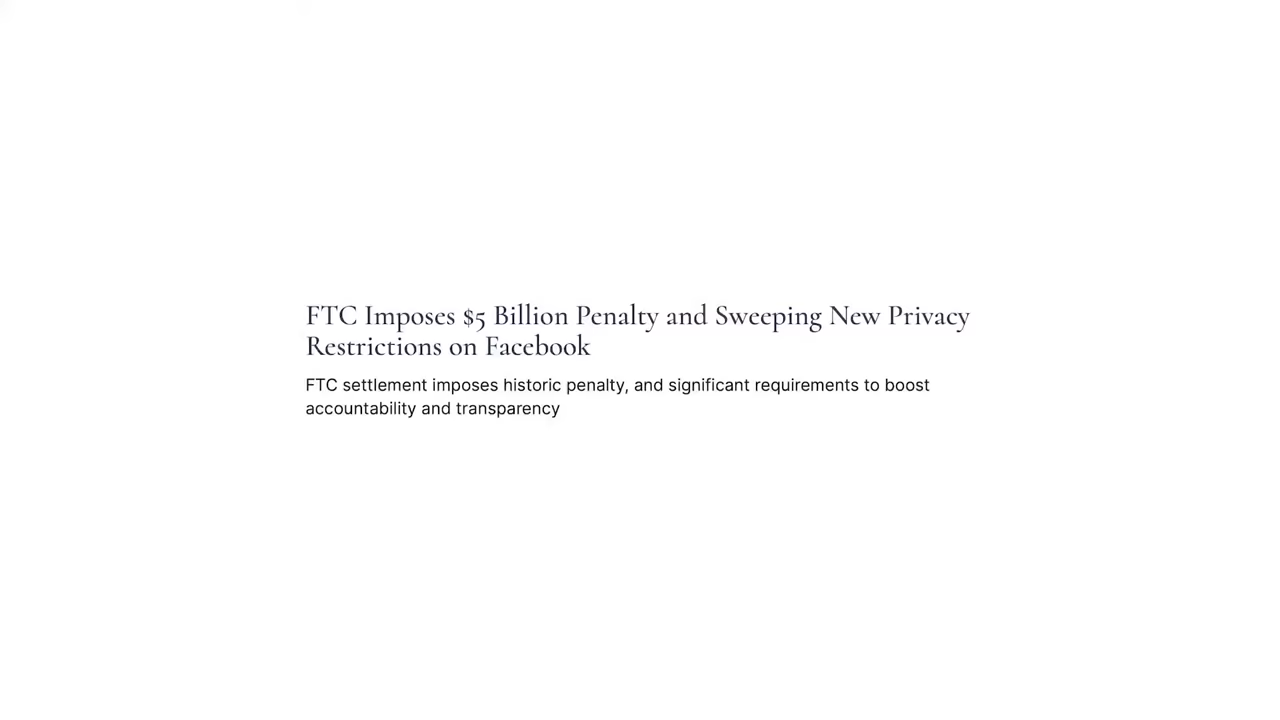 FTC Imposes $5 Billion Penalty and Sweeping New Privacy
Restrictions on Facebook
FTC settlement imposes historic penalty, and significant requirements to boost
accountability and transparency